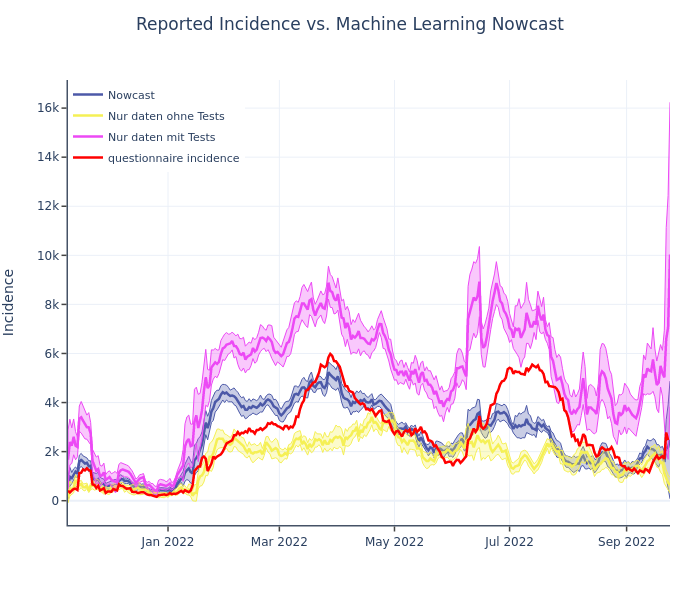 Reported Incidence vs. Machine Learning Nowcast
Nowcast
Nur daten ohne Tests
Nur daten mit Tests
questionnaire incidence
Incidence
16k
14k
12k
10k
8k
6k
4k
2k
0
Jan 2022
Mar 2022
May 2022
Jul 2022
Sep 2022